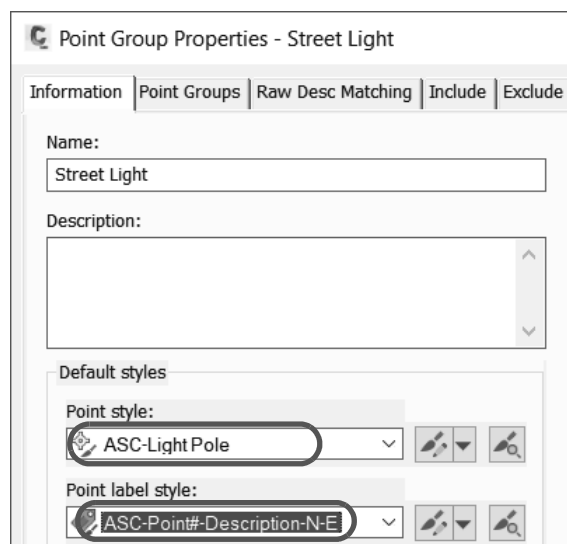 Point Group Properties - Street Light
Information Point Groups Raw Desc Matching Include Exclude
Name:
Street Light
Description:
Default styles
Point style:
ASC-Light Pole
Point label style:
ASC-Point#-Description-N-E